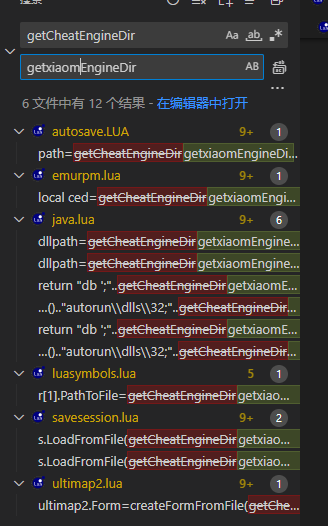 getCheatEngineDir Aa ab .*
getxiaomEngineDir AB
...
6 文件中有 12 个结果 - 在编辑器中打开
autosave.LUA 9+ 1
path=getCheatEngineDirgetxiaomEngineDi...
emurpm.lua 9+ 1
local ced=getCheatEngineDirgetxiaomEngi...
java.lua 9+ 6
dllpath=getCheatEngineDirgetxiaomEngine...
dllpath=getCheatEngineDirgetxiaomEngine...
return "db ';"..getCheatEngineDirgetxiaomE...
...().."autorun\\dlls\\32;"..getCheatEngineDir...
return "db ';"..getCheatEngineDirgetxiaomE...
...().."autorun\\dlls\\32;"..getCheatEngineDir...
luasymbols.lua 5 1
r[1].PathToFile=getCheatEngineDirgetxiao...
savesession.lua 9+ 2
s.LoadFromFile(getCheatEngineDirgetxiao...
s.LoadFromFile(getCheatEngineDirgetxiao...
ultimap2.lua 9+ 1
ultimap2.Form=createFormFromFile(getChe...